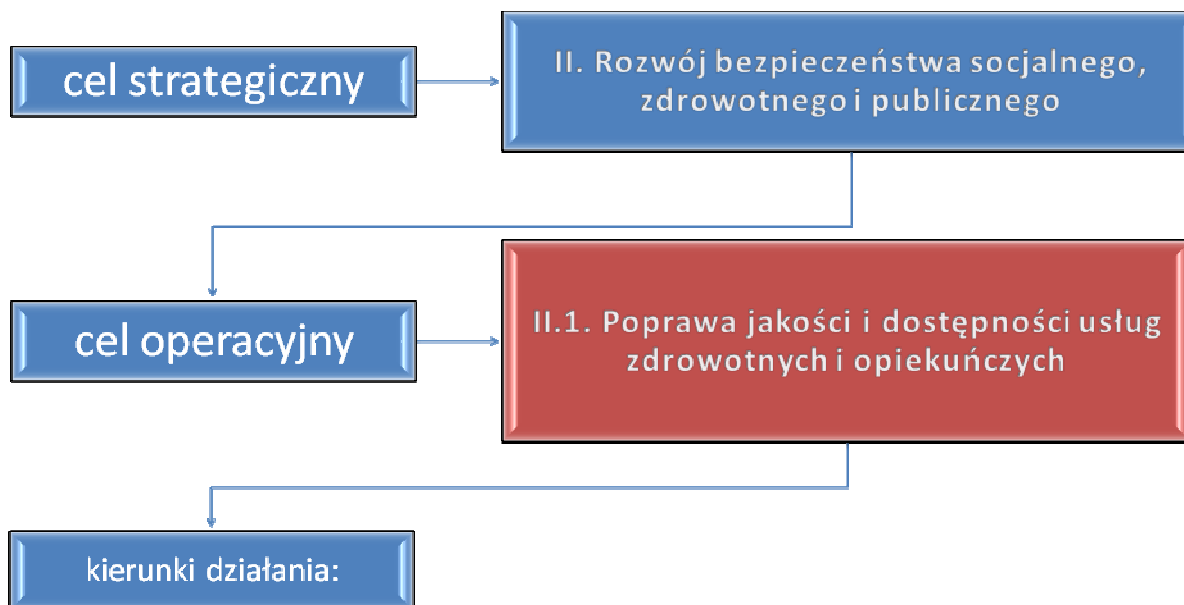 cel strategiczny
II. Rozwój bezpieczeństwa socjalnego,
zdrowotnego i publicznego
cel operacyjny
II.1. Poprawa jakości i dostępności usług
zdrowotnych i opiekuńczych
kierunki działania: